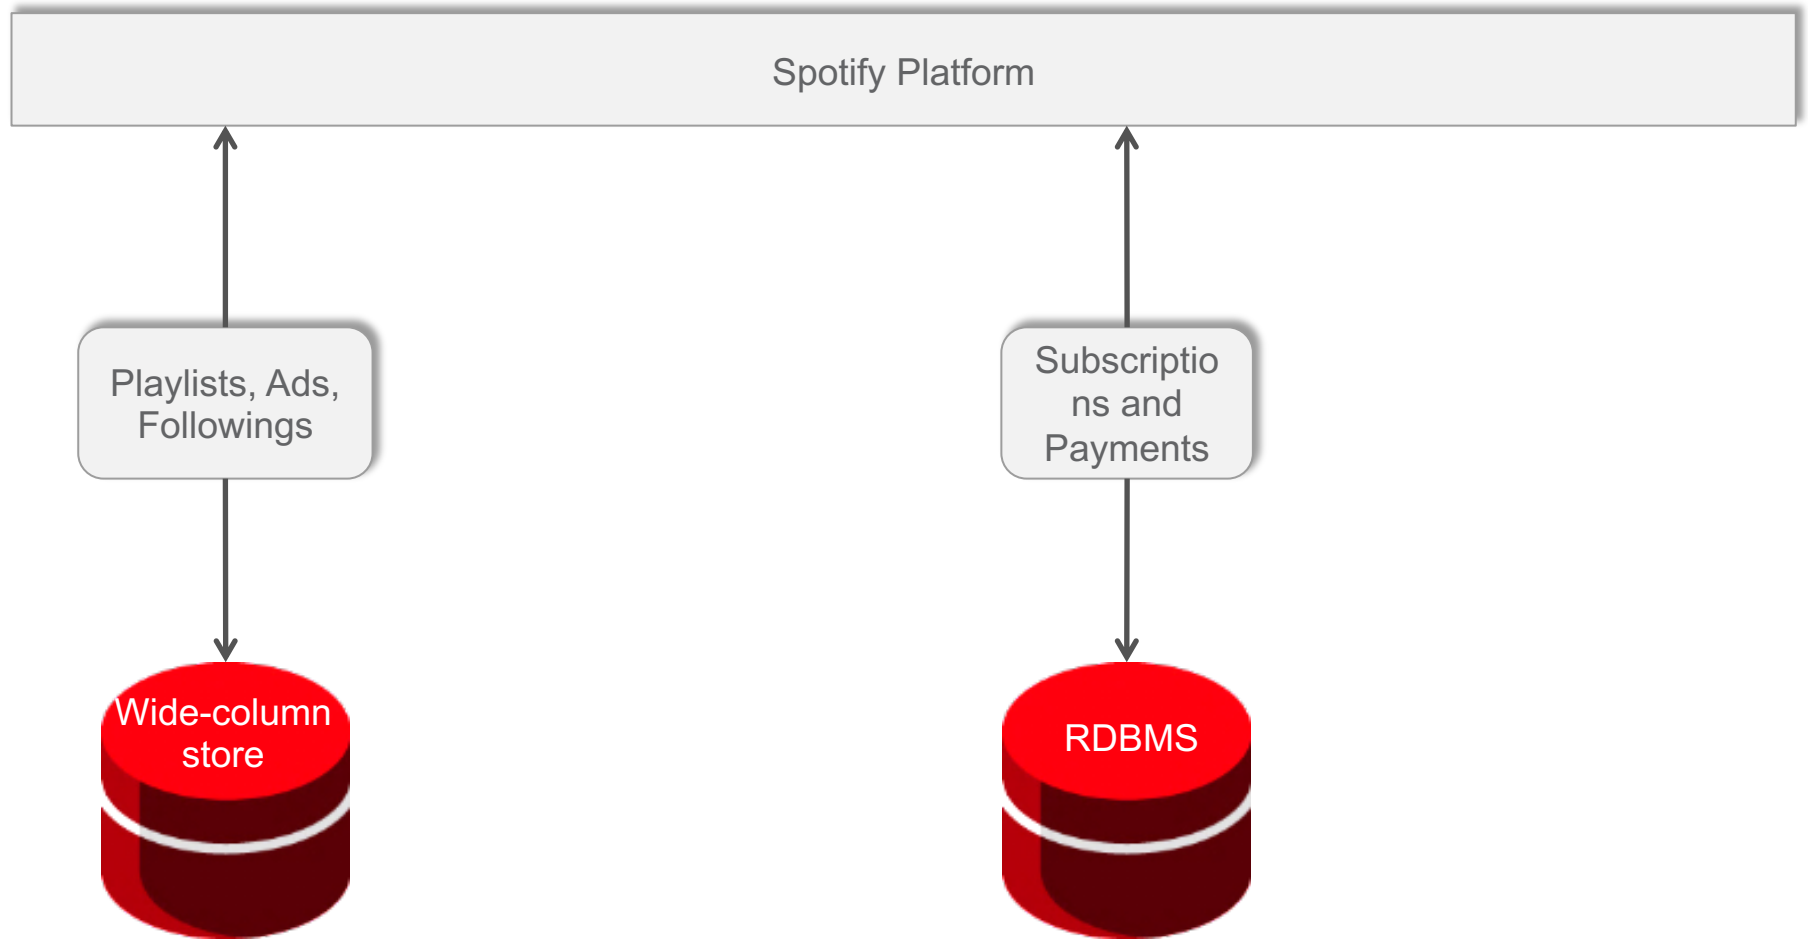 Spotify Platform
Playlists, Ads,
Followings
Subscriptio
ns and
Payments
Wide-column
store
RDBMS